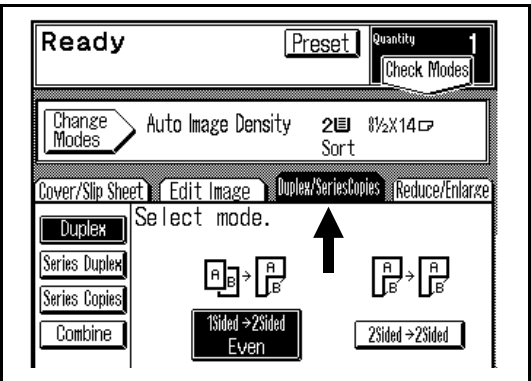 Ready
Preset
Quantity 1
Check Modes
Change Modes
Auto Image Density
2
8½X14
Sort
Cover/Slip Sheet
Edit Image
Duplex/SeriesCopies
Reduce/Enlarge
Duplex
Series Duplex
Series Copies
Combine
Select mode.
A B → A B
1Sided→2Sided
Even
A B → A B
2Sided→2Sided